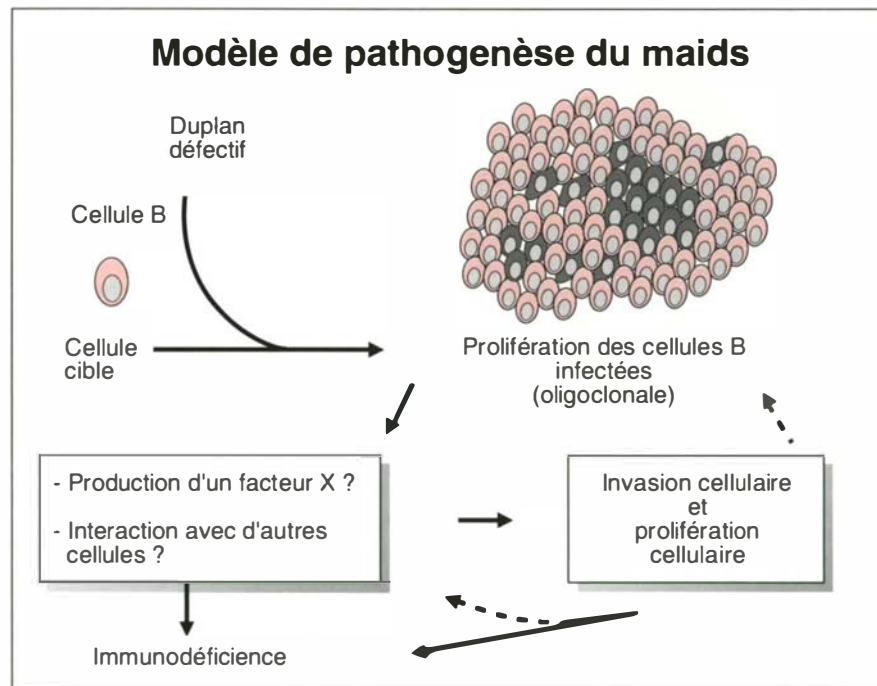 Modèle de pathogenèse du maids
Duplan
défectif
Cellule B
Cellule
cible
Prolifération des cellules B
infectées
(oligoclonale)
- Production d'un facteur X ?
- Interaction avec d'autres
cellules ?
Invasion cellulaire
et
prolifération
cellulaire
Immunodéficience